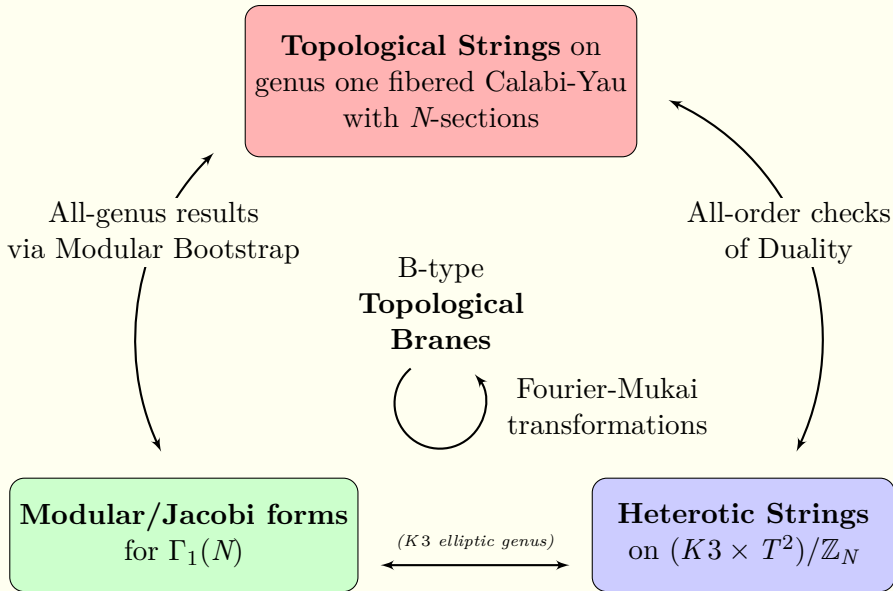 Topological Strings on
genus one fibered Calabi-Yau
with N-sections
All-genus results
via Modular Bootstrap
All-order checks
of Duality
B-type
Topological
Branes
Fourier-Mukai
transformations
Modular/Jacobi forms
for Γ₁(N)
(K3 elliptic genus)
Heterotic Strings
on (K3 × T²)/ℤ_N